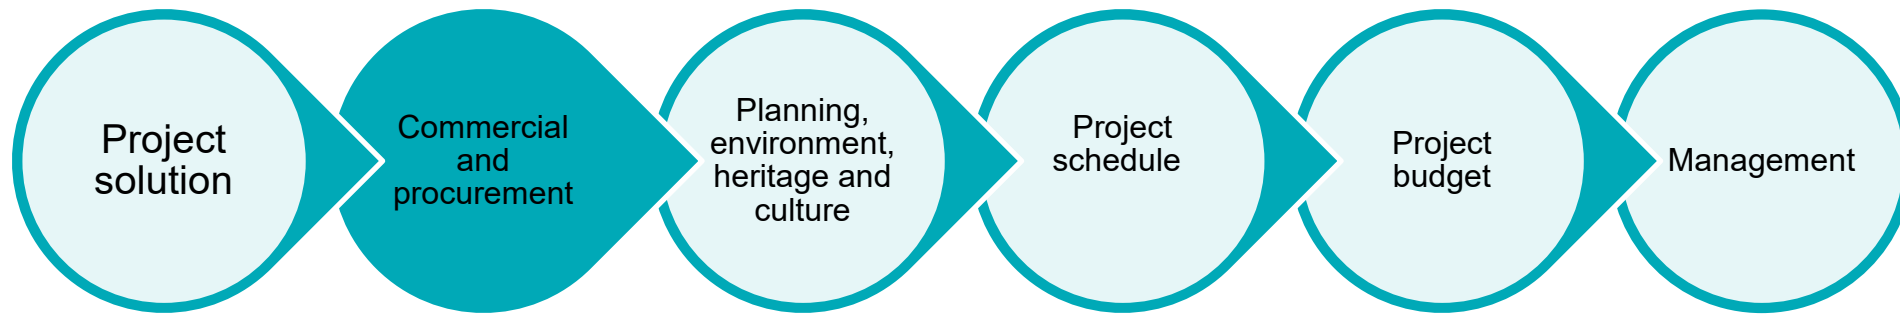 Project
solution
Commercial
and
procurement
Planning,
environment,
heritage and
culture
Project
schedule
Project
budget
Management